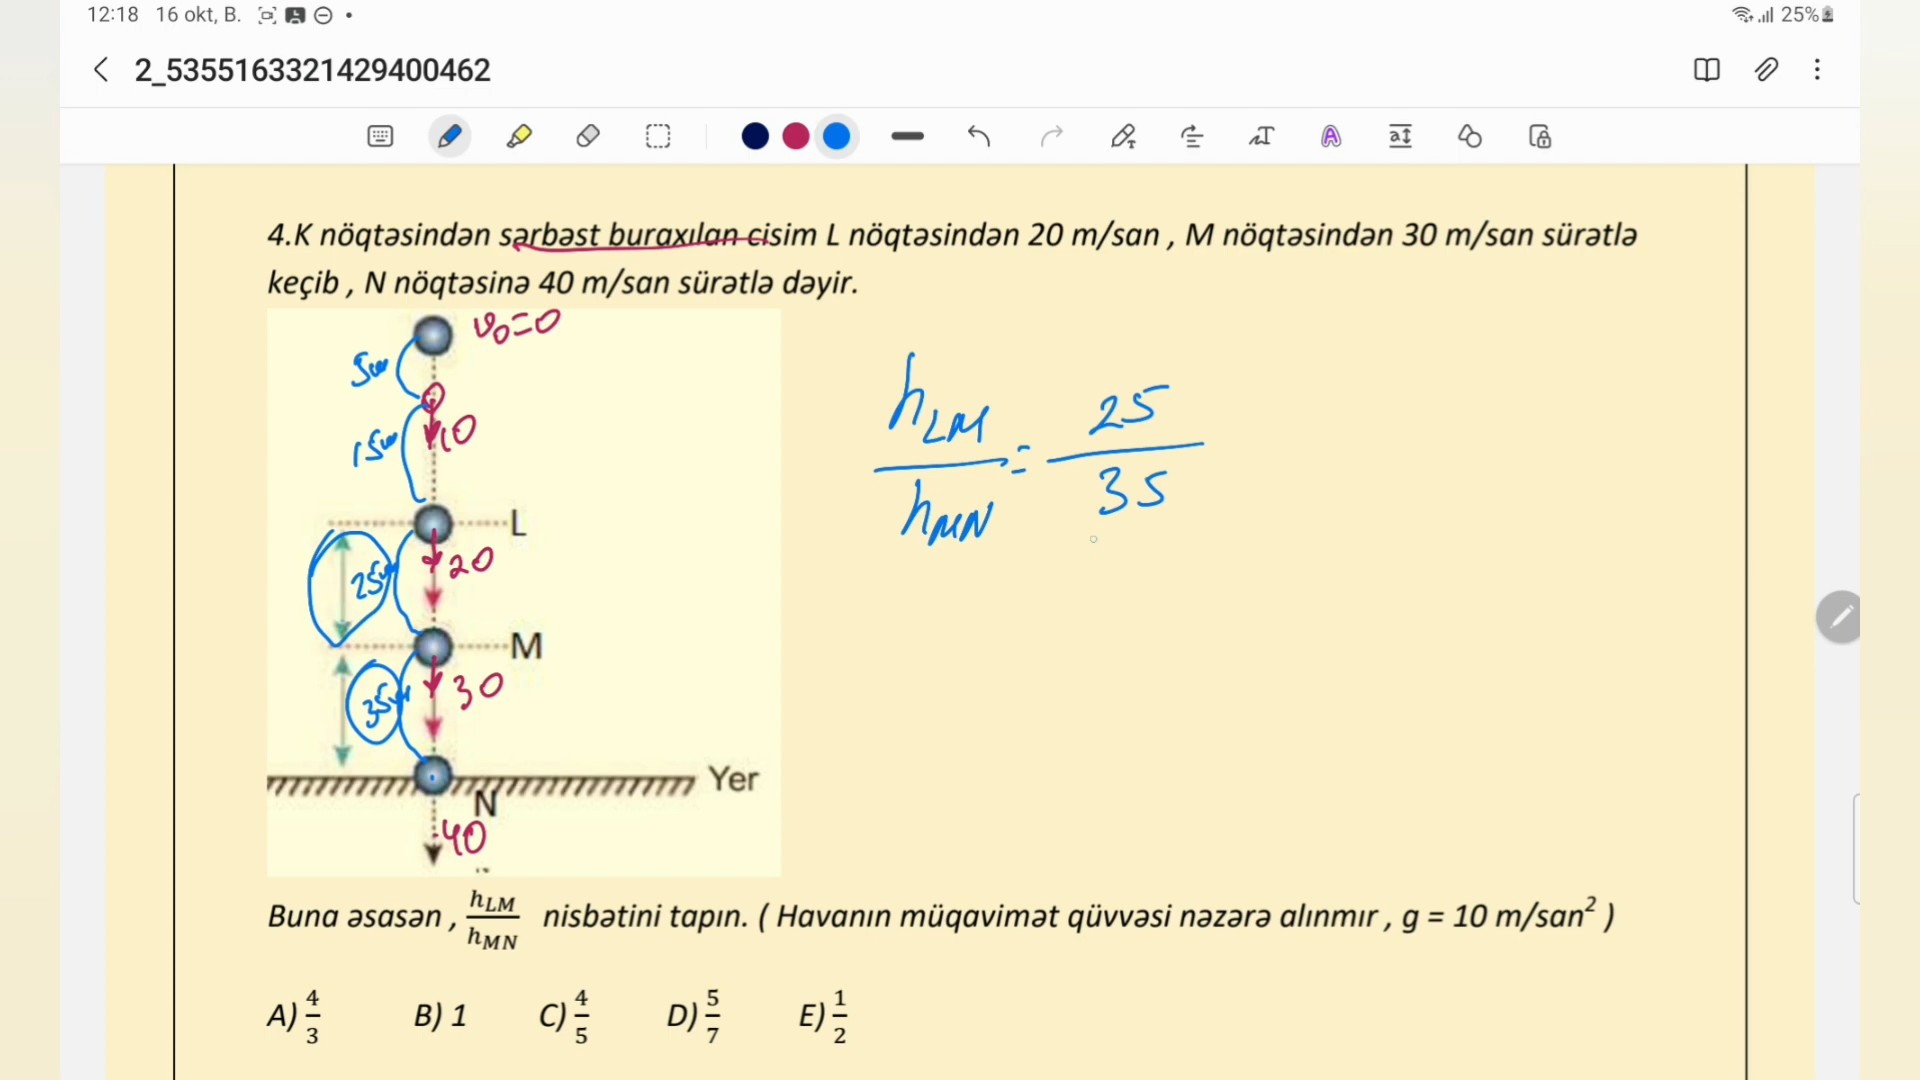 12:18 16 okt, B. 25%
2_5355163321429400462
4.K nöqtəsindən sərbəst buraxılan cisim L nöqtəsindən 20 m/san , M nöqtəsindən 30 m/san sürətlə
keçib , N nöqtəsinə 40 m/san sürətlə dəyir.
v₀=0
5m
10
15m
L
20
25m
M
30
35m
Yer
N
40
h_LM / h_MN = 25 / 35
Buna əsasən , h_LM / h_MN nisbətini tapın. ( Havanın müqavimət qüvvəsi nəzərə alınmır , g = 10 m/san² )
A) 4/3 B) 1 C) 4/5 D) 5/7 E) 1/2